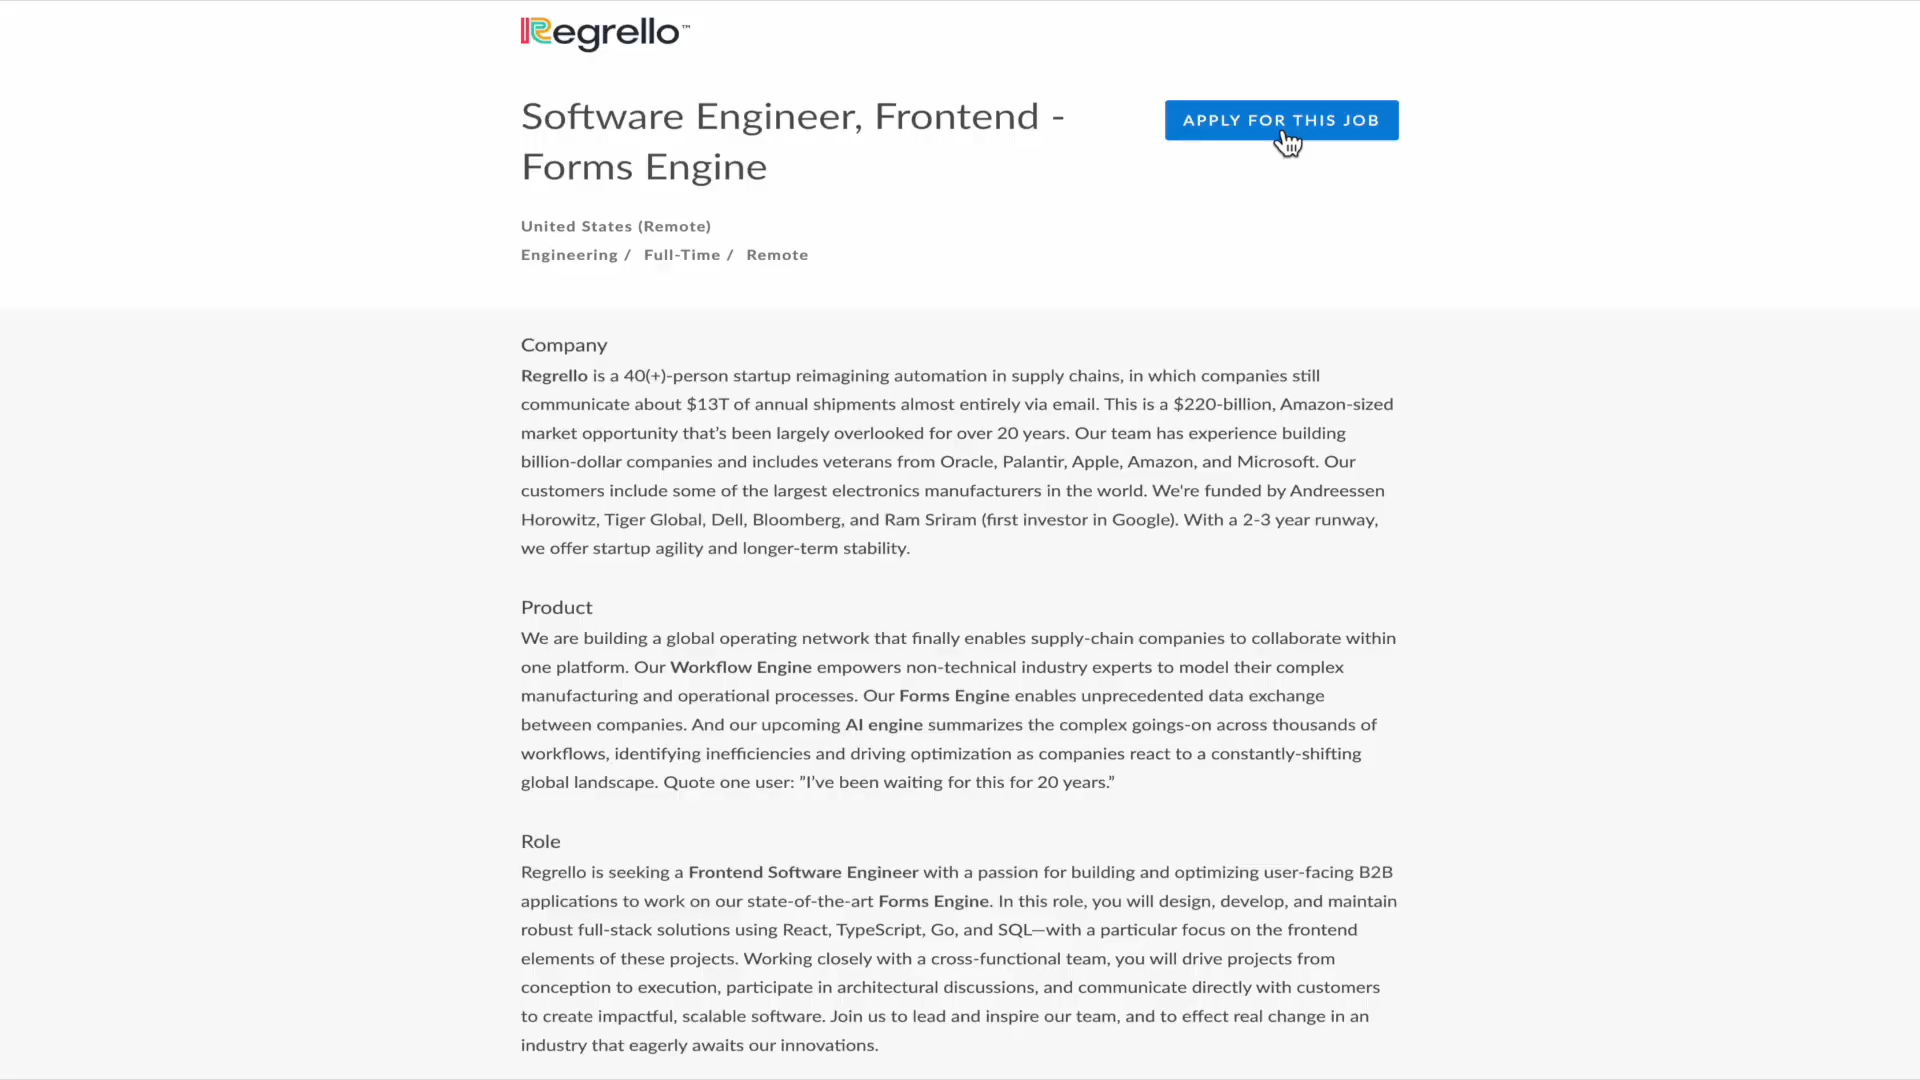 Regrello™
Software Engineer, Frontend -
Forms Engine
APPLY FOR THIS JOB
United States (Remote)
Engineering / Full-Time / Remote
Company
Regrello is a 40(+)-person startup reimagining automation in supply chains, in which companies still
communicate about $13T of annual shipments almost entirely via email. This is a $220-billion, Amazon-sized
market opportunity that’s been largely overlooked for over 20 years. Our team has experience building
billion-dollar companies and includes veterans from Oracle, Palantir, Apple, Amazon, and Microsoft. Our
customers include some of the largest electronics manufacturers in the world. We're funded by Andreessen
Horowitz, Tiger Global, Dell, Bloomberg, and Ram Sriram (first investor in Google). With a 2-3 year runway,
we offer startup agility and longer-term stability.
Product
We are building a global operating network that finally enables supply-chain companies to collaborate within
one platform. Our Workflow Engine empowers non-technical industry experts to model their complex
manufacturing and operational processes. Our Forms Engine enables unprecedented data exchange
between companies. And our upcoming AI engine summarizes the complex goings-on across thousands of
workflows, identifying inefficiencies and driving optimization as companies react to a constantly-shifting
global landscape. Quote one user: ”I’ve been waiting for this for 20 years.”
Role
Regrello is seeking a Frontend Software Engineer with a passion for building and optimizing user-facing B2B
applications to work on our state-of-the-art Forms Engine. In this role, you will design, develop, and maintain
robust full-stack solutions using React, TypeScript, Go, and SQL—with a particular focus on the frontend
elements of these projects. Working closely with a cross-functional team, you will drive projects from
conception to execution, participate in architectural discussions, and communicate directly with customers
to create impactful, scalable software. Join us to lead and inspire our team, and to effect real change in an
industry that eagerly awaits our innovations.